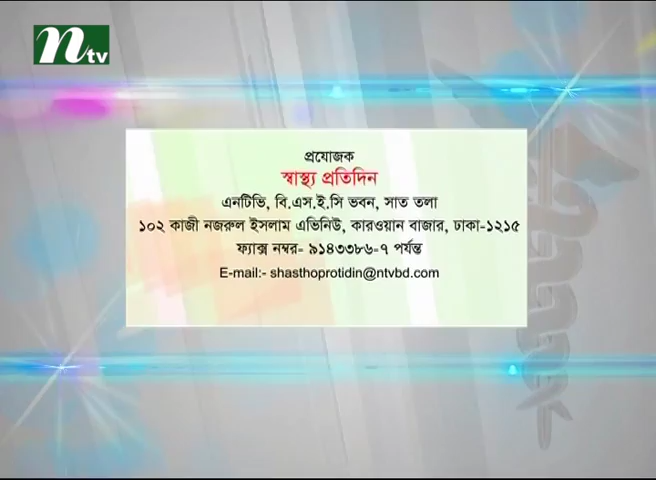 ntv
প্রযোজক
স্বাস্থ্য প্রতিদিন
এনটিভি, বি.এস.ই.সি ভবন, সাত তলা
১০২ কাজী নজরুল ইসলাম এভিনিউ, কারওয়ান বাজার, ঢাকা-১২১৫
ফ্যাক্স নম্বর- ৯১৪৩৩৮৬-৭ পর্যন্ত
E-mail:- shasthoprotidin@ntvbd.com